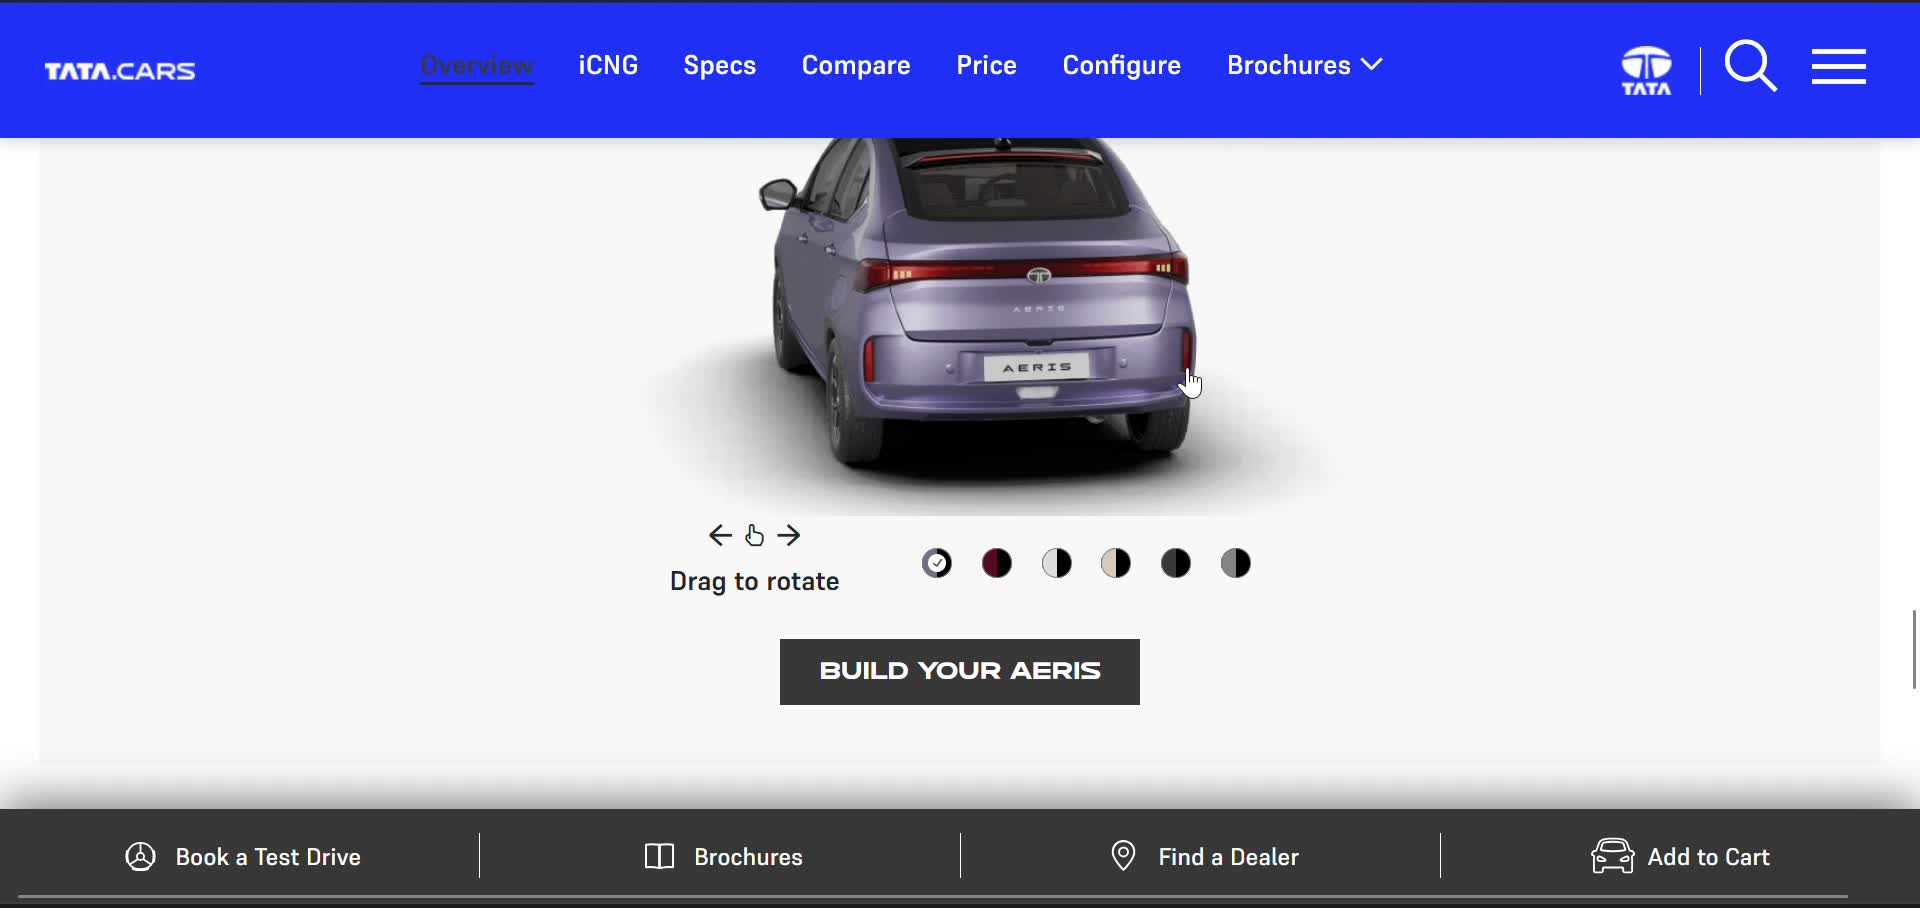 TATA.CARS
Overview
iCNG
Specs
Compare
Price
Configure
Brochures
TATA
AERIS
AERIS
Drag to rotate
BUILD YOUR AERIS
Book a Test Drive
Brochures
Find a Dealer
Add to Cart